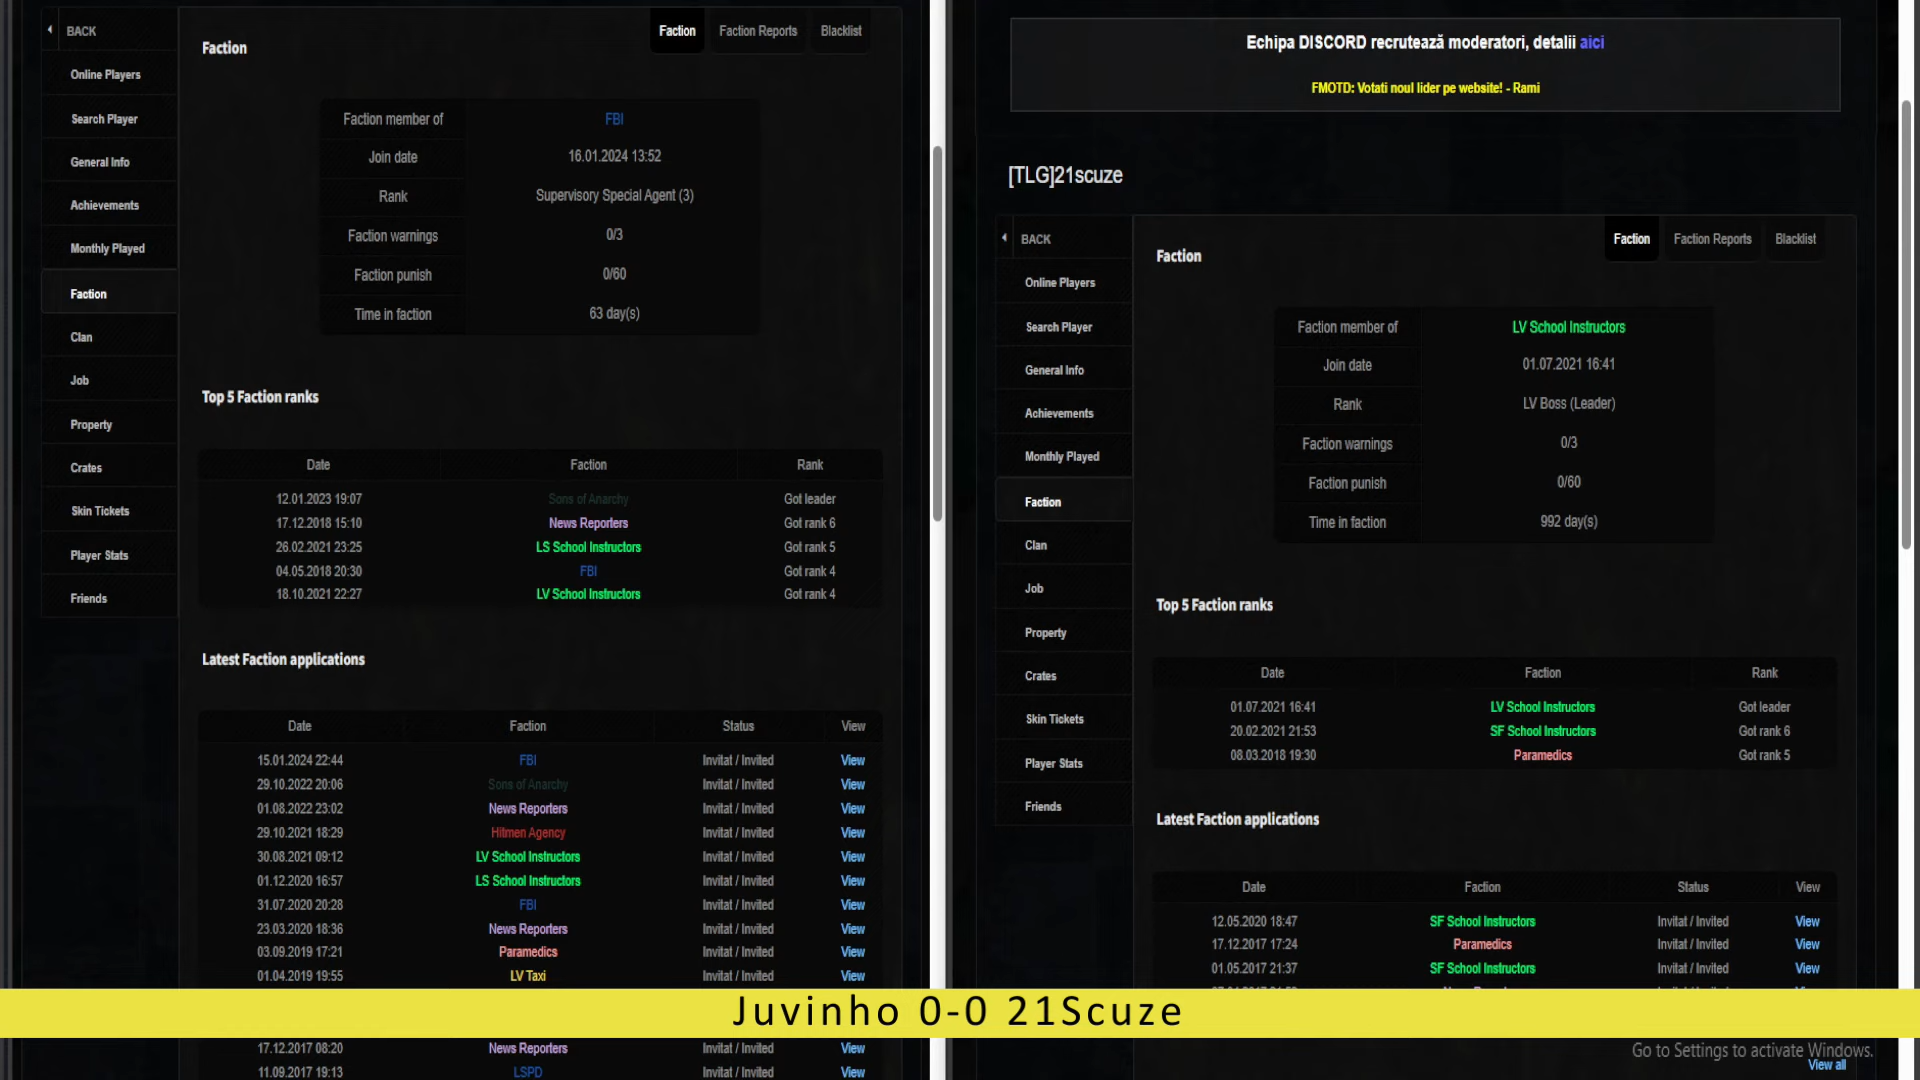 BACK
Online Players
Search Player
General Info
Achievements
Monthly Played
Faction
Clan
Job
Property
Crates
Skin Tickets
Player Stats
Friends
Faction
Faction Faction Reports Blacklist
Faction member of FBI
Join date 16.01.2024 13:52
Rank Supervisory Special Agent (3)
Faction warnings 0/3
Faction punish 0/60
Time in faction 63 day(s)
Top 5 Faction ranks
Date Faction Rank
12.01.2023 19:07 Sons of Anarchy Got leader
17.12.2018 15:10 News Reporters Got rank 6
26.02.2021 23:25 LS School Instructors Got rank 5
04.05.2018 20:30 FBI Got rank 4
18.10.2021 22:27 LV School Instructors Got rank 4
Latest Faction applications
Date Faction Status View
15.01.2024 22:44 FBI Invitat / Invited View
29.10.2022 20:06 Sons of Anarchy Invitat / Invited View
01.08.2022 23:02 News Reporters Invitat / Invited View
29.10.2021 18:29 Hitmen Agency Invitat / Invited View
30.08.2021 09:12 LV School Instructors Invitat / Invited View
01.12.2020 16:57 LS School Instructors Invitat / Invited View
31.07.2020 20:28 FBI Invitat / Invited View
23.03.2020 18:36 News Reporters Invitat / Invited View
03.09.2019 17:21 Paramedics Invitat / Invited View
01.04.2019 19:55 LV Taxi Invitat / Invited View
17.12.2017 08:20 News Reporters Invitat / Invited View
11.09.2017 19:13 LSPD Invitat / Invited View
Echipa DISCORD recrutează moderatori, detalii aici
FMOTD: Votati noul lider pe website! - Rami
[TLG]21scuze
BACK
Online Players
Search Player
General Info
Achievements
Monthly Played
Faction
Clan
Job
Property
Crates
Skin Tickets
Player Stats
Friends
Faction
Faction Faction Reports Blacklist
Faction member of LV School Instructors
Join date 01.07.2021 16:41
Rank LV Boss (Leader)
Faction warnings 0/3
Faction punish 0/60
Time in faction 992 day(s)
Top 5 Faction ranks
Date Faction Rank
01.07.2021 16:41 LV School Instructors Got leader
20.02.2021 21:53 SF School Instructors Got rank 6
08.03.2018 19:30 Paramedics Got rank 5
Latest Faction applications
Date Faction Status View
12.05.2020 18:47 SF School Instructors Invitat / Invited View
17.12.2017 17:24 Paramedics Invitat / Invited View
01.05.2017 21:37 SF School Instructors Invitat / Invited View
Juvinho 0-0 21Scuze
Go to Settings to activate Windows.
View all